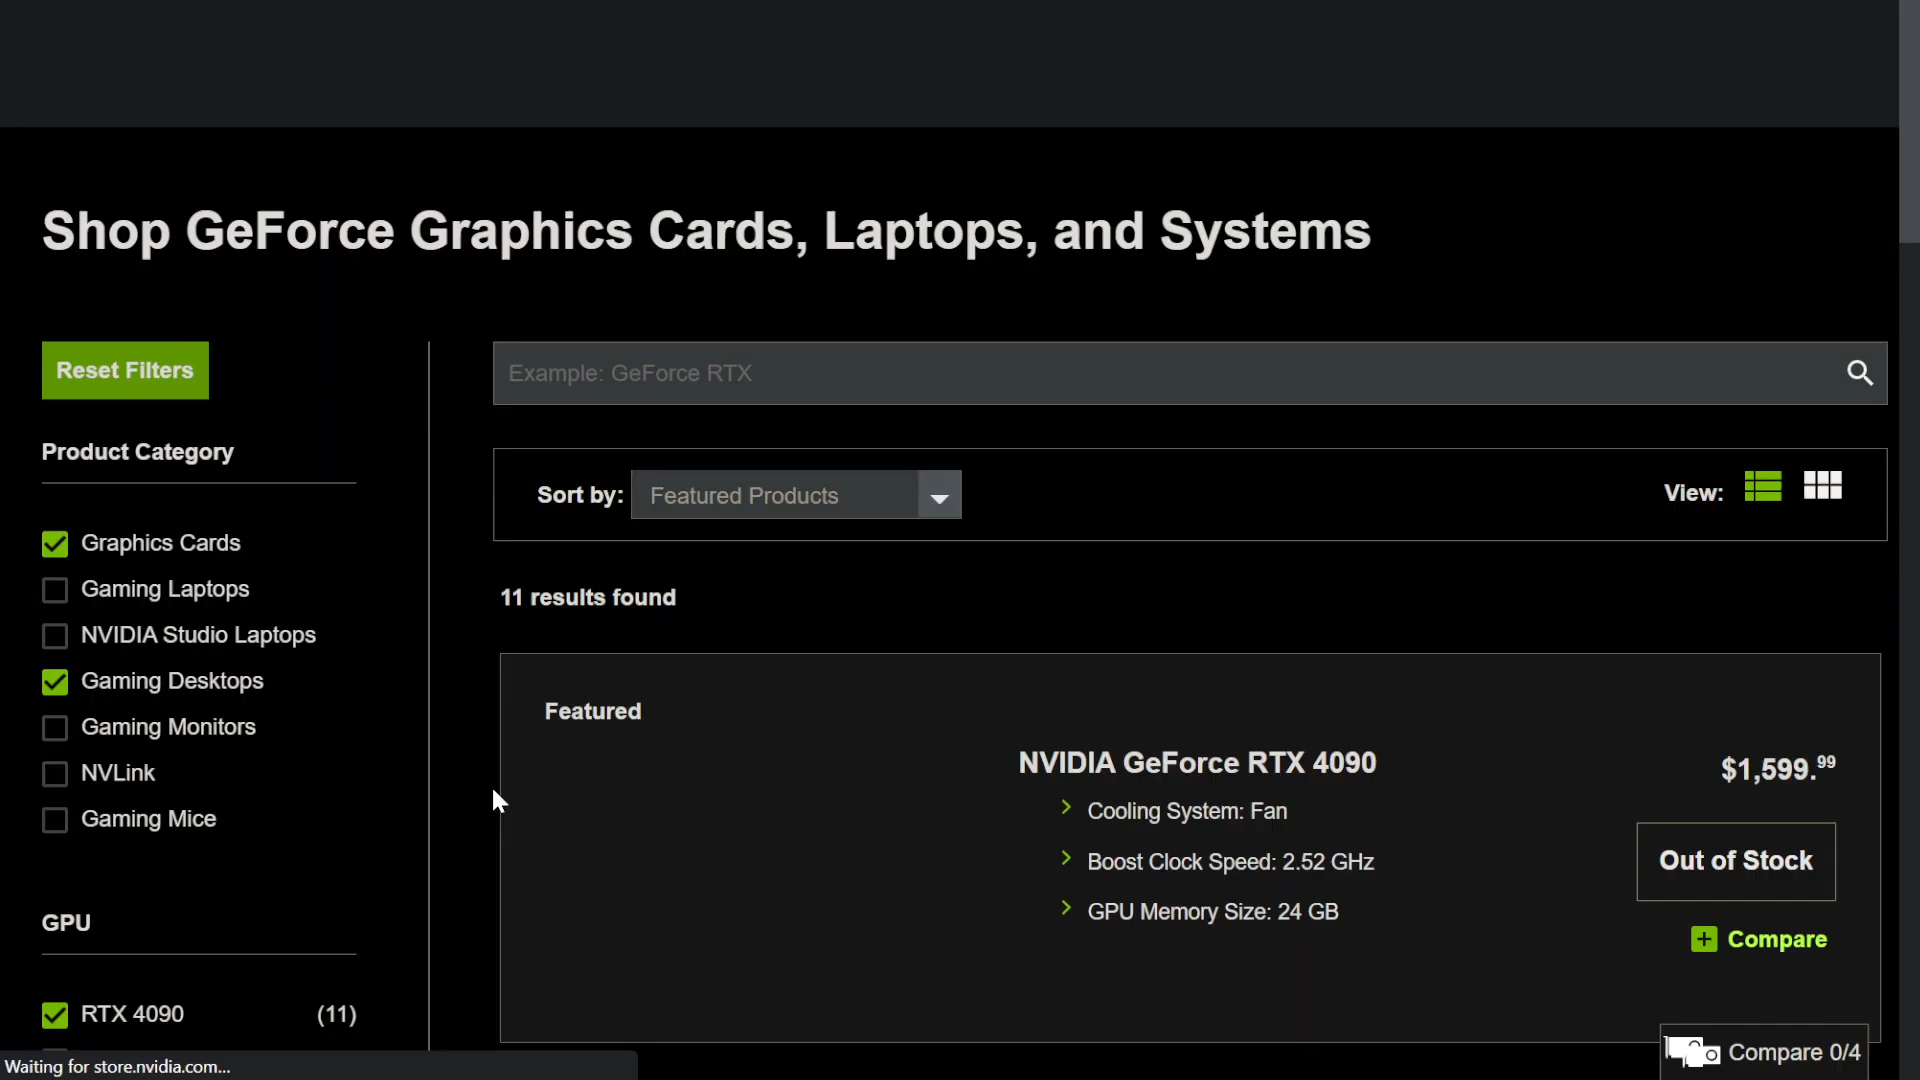 Shop GeForce Graphics Cards, Laptops, and Systems
Reset Filters
Product Category
Graphics Cards
Gaming Laptops
NVIDIA Studio Laptops
Gaming Desktops
Gaming Monitors
NVLink
Gaming Mice
GPU
RTX 4090 (11)
Example: GeForce RTX
Sort by: Featured Products
View:
11 results found
Featured
NVIDIA GeForce RTX 4090
Cooling System: Fan
Boost Clock Speed: 2.52 GHz
GPU Memory Size: 24 GB
$1,599.99
Out of Stock
Compare
Compare 0/4
Waiting for store.nvidia.com...